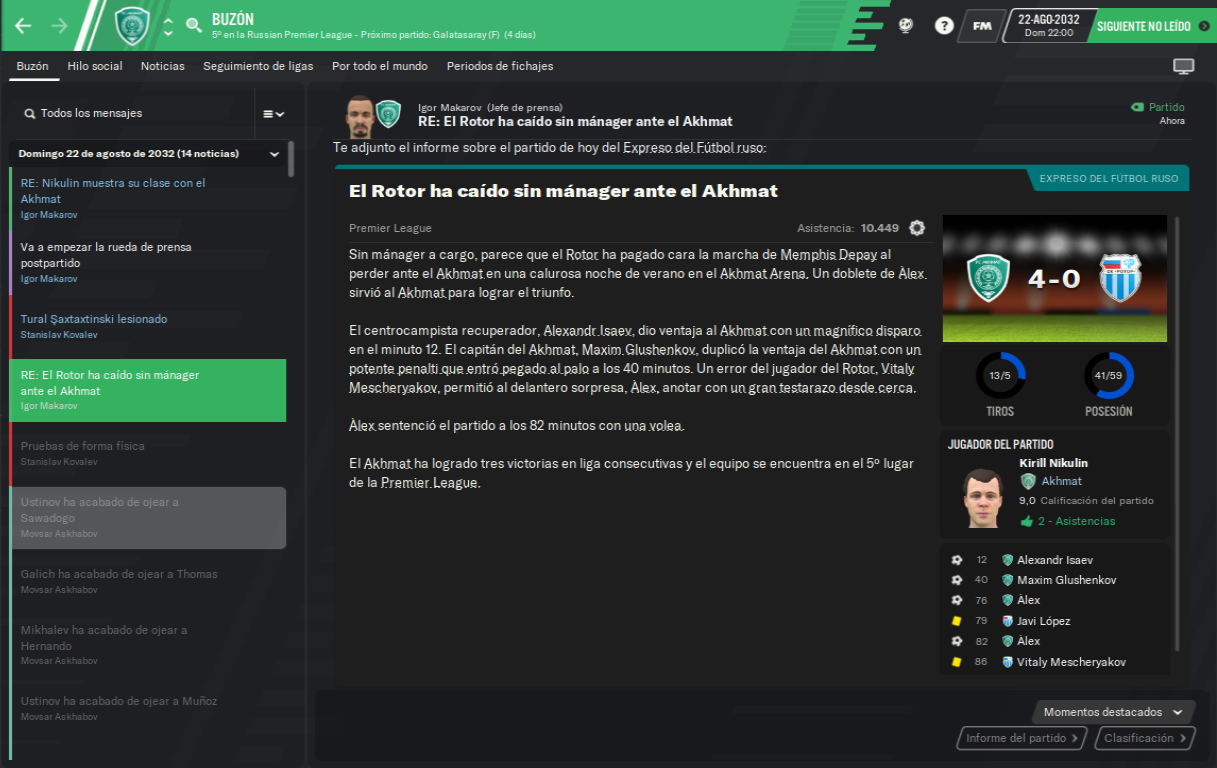 BUZÓN
5º en la Russian Premier League - Próximo partido: Galatasaray (F) (4 días)
FM
22-AGO-2032
Dom 22:00
SIGUIENTE NO LEÍDO
Buzón
Hilo social
Noticias
Seguimiento de ligas
Por todo el mundo
Periodos de fichajes
Todos los mensajes
Domingo 22 de agosto de 2032 (14 noticias)
RE: Nikulin muestra su clase con el
Akhmat
Igor Makarov
Va a empezar la rueda de prensa
postpartido
Igor Makarov
Tural Şaxtaxtinski lesionado
Stanislav Kovalev
RE: El Rotor ha caído sin mánager
ante el Akhmat
Igor Makarov
Pruebas de forma física
Stanislav Kovalev
Ustinov ha acabado de ojear a
Sawadogo
Movsar Askhabov
Galich ha acabado de ojear a Thomas
Movsar Askhabov
Mikhalev ha acabado de ojear a
Hernando
Movsar Askhabov
Ustinov ha acabado de ojear a Muñoz
Movsar Askhabov
Igor Makarov (Jefe de prensa)
RE: El Rotor ha caído sin mánager ante el Akhmat
Partido
Ahora
Te adjunto el informe sobre el partido de hoy del Expreso del Fútbol ruso:
EXPRESO DEL FÚTBOL RUSO
El Rotor ha caído sin mánager ante el Akhmat
Premier League
Asistencia: 10.449
Sin mánager a cargo, parece que el Rotor ha pagado cara la marcha de Memphis Depay al
perder ante el Akhmat en una calurosa noche de verano en el Akhmat Arena. Un doblete de Àlex.
sirvió al Akhmat para lograr el triunfo.
El centrocampista recuperador, Alexandr Isaev, dio ventaja al Akhmat con un magnífico disparo
en el minuto 12. El capitán del Akhmat, Maxim Glushenkov, duplicó la ventaja del Akhmat con un
potente penalti que entró pegado al palo a los 40 minutos. Un error del jugador del Rotor, Vitaly
Mescheryakov, permitió al delantero sorpresa, Àlex, anotar con un gran testarazo desde cerca.
Àlex sentenció el partido a los 82 minutos con una volea.
El Akhmat ha logrado tres victorias en liga consecutivas y el equipo se encuentra en el 5º lugar
de la Premier League.
4-0
13/5
TIROS
41/59
POSESIÓN
JUGADOR DEL PARTIDO
Kirill Nikulin
Akhmat
9,0 Calificación del partido
2 - Asistencias
12 Alexandr Isaev
40 Maxim Glushenkov
76 Àlex
79 Javi López
82 Àlex
86 Vitaly Mescheryakov
Momentos destacados
Informe del partido
Clasificación